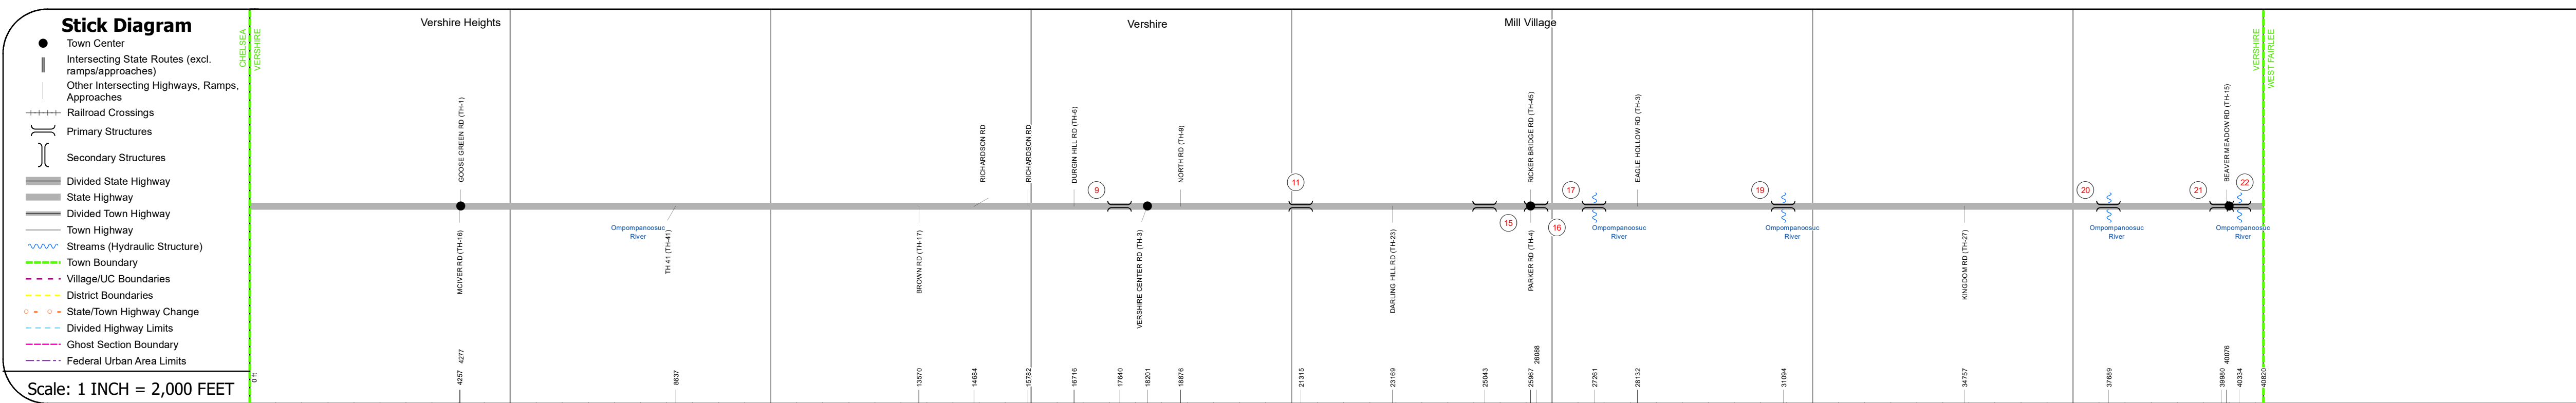 Stick Diagram
Town Center
Intersecting State Routes (excl.
ramps/approaches)
Other Intersecting Highways, Ramps,
Approaches
Railroad Crossings
Primary Structures
Secondary Structures
Divided State Highway
State Highway
Divided Town Highway
Town Highway
Streams (Hydraulic Structure)
Town Boundary
Village/UC Boundaries
District Boundaries
State/Town Highway Change
Divided Highway Limits
Ghost Section Boundary
Federal Urban Area Limits
Scale: 1 INCH = 2,000 FEET
CHELSEA
VERSHIRE
Vershire Heights
Vershire
Mill Village
VERSHIRE
WEST FAIRLEE
GOOSE GREEN RD (TH-1)
RICHARDSON RD
RICHARDSON RD
DURGIN HILL RD (TH-6)
NORTH RD (TH-9)
RICKER BRIDGE RD (TH-45)
EAGLE HOLLOW RD (TH-3)
BEAVER MEADOW RD (TH-15)
9
11
15
16
17
19
20
21
22
MCIVER RD (TH-16)
Ompompanoosuc
River
TH 41 (TH-41)
BROWN RD (TH-17)
VERSHIRE CENTER RD (TH-3)
DARLING HILL RD (TH-23)
PARKER RD (TH-4)
Ompompanoosuc
River
Ompompanoosuc
River
KINGDOM RD (TH-27)
Ompompanoosuc
River
Ompompanoosuc
River
0 ft
4257
4277
8637
13570
14684
15782
16716
17640
18201
18876
21315
23169
25043
25967
26088
27261
28132
31094
34757
37689
39980
40076
40334
40820